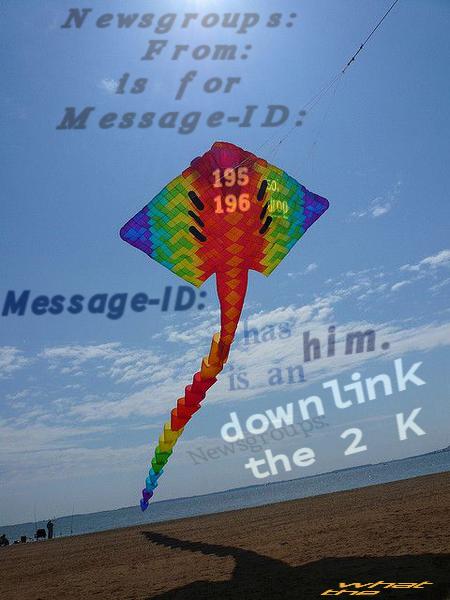 Newsgroups:
From:
is for
Message-ID:
195
196
so,
Message-ID:
has
is an
him.
downlink
the 2 K
Newsgroups:
what
the